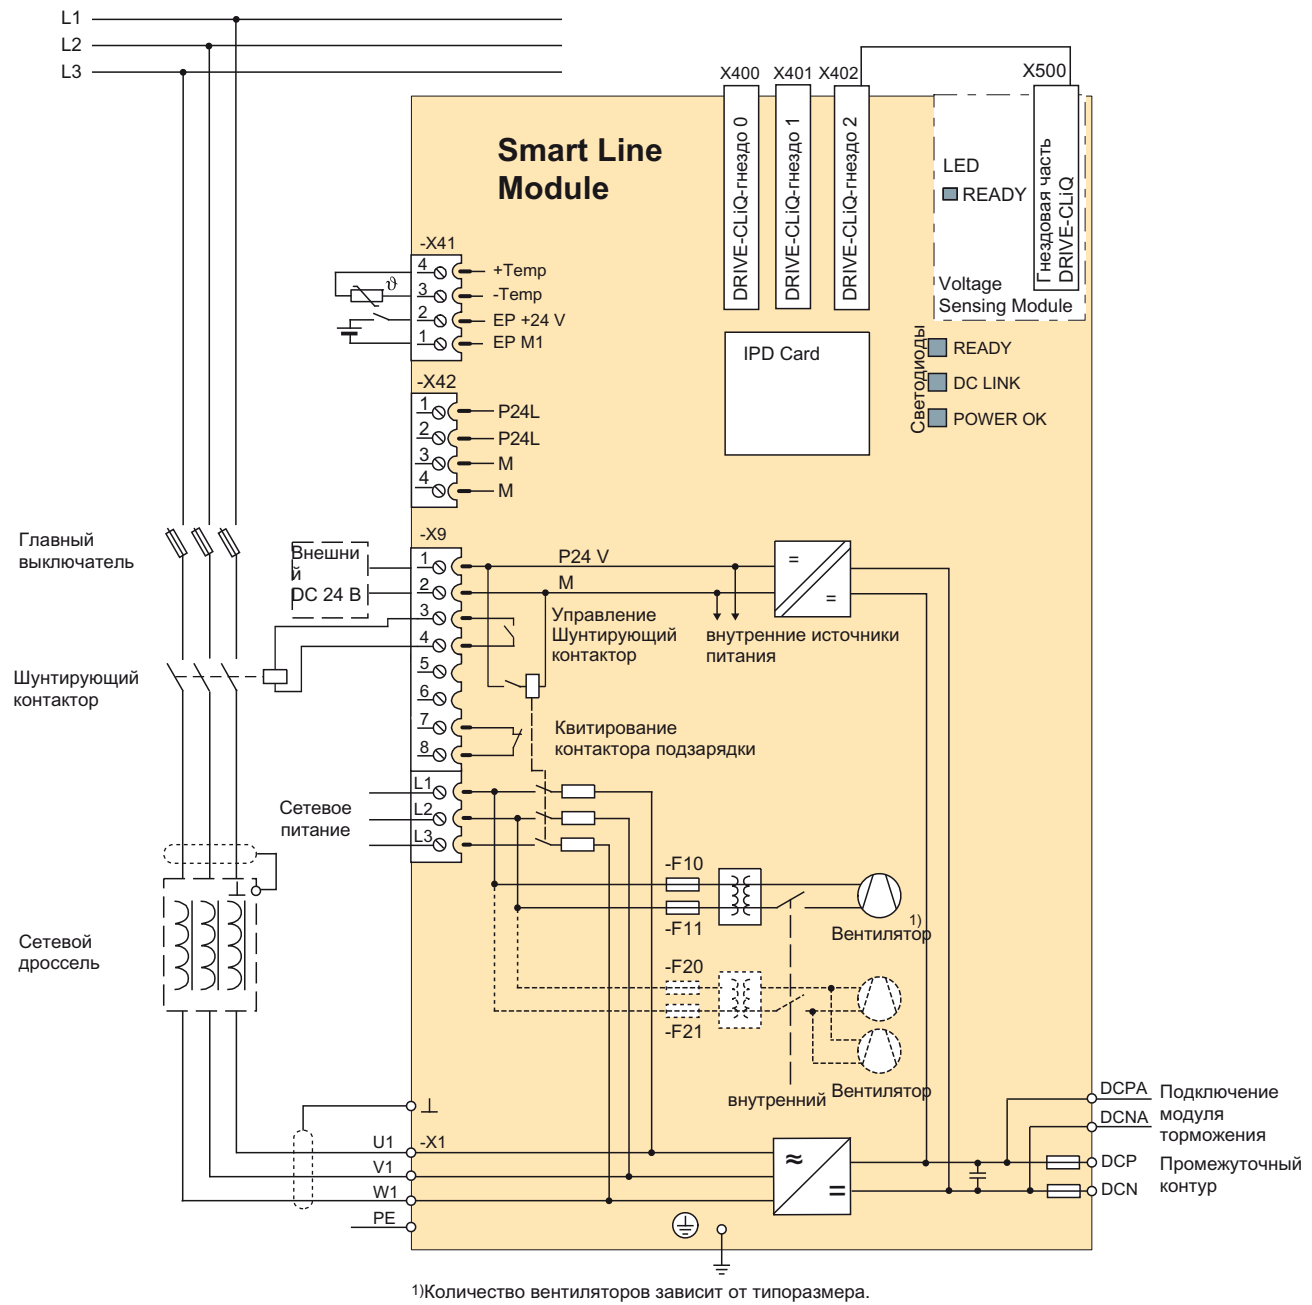 L1
L2
L3
X400
X401
X402
X500
Smart Line
Module
DRIVE-CLiQ-гнездо 0
DRIVE-CLiQ-гнездо 1
DRIVE-CLiQ-гнездо 2
LED
READY
Гнездовая часть
DRIVE-CLiQ
Voltage
Sensing Module
-X41
4
+Temp
ϑ
3
-Temp
2
EP +24 V
1
EP M1
IPD Card
Светодиоды
READY
DC LINK
POWER OK
-X42
1
P24L
2
P24L
3
M
4
M
Главный
выключатель
Внешни
й
DC 24 В
-X9
1
P24 V
2
M
3
4
5
6
7
8
=
=
Управление
Шунтирующий
контактор
внутренние источники
питания
Шунтирующий
контактор
Квитирование
контактора подзарядки
Сетевое
питание
L1
L2
L3
-F10
-F11
1)
Вентилятор
Сетевой
дроссель
-F20
-F21
внутренний
Вентилятор
DCPA
DCNA
Подключение
модуля
торможения
U1
-X1
V1
W1
PE
≈
=
DCP
DCN
Промежуточный
контур
1)Количество вентиляторов зависит от типоразмера.